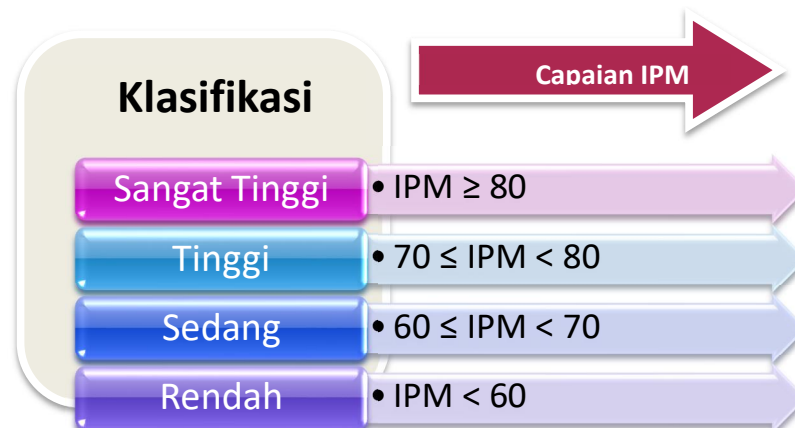 Klasifikasi
Capaian IPM
Sangat Tinggi
• IPM ≥ 80
Tinggi
• 70 ≤ IPM < 80
Sedang
• 60 ≤ IPM < 70
Rendah
• IPM < 60